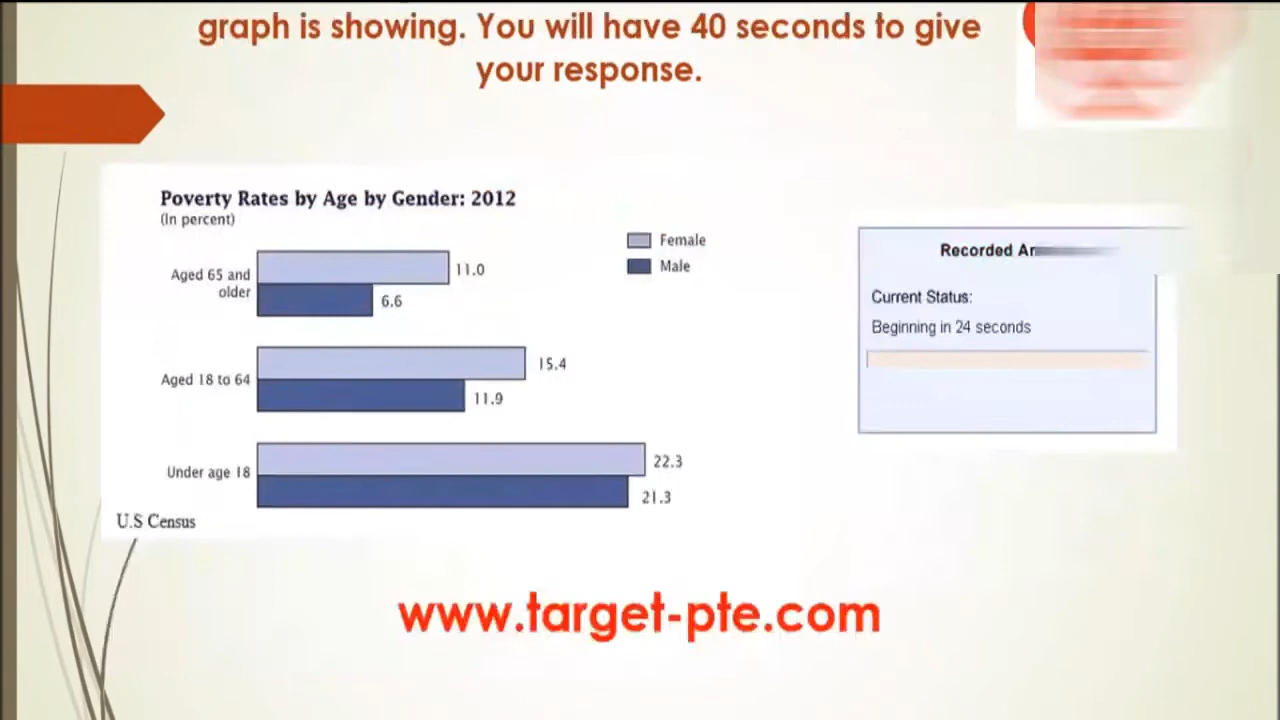 graph is showing. You will have 40 seconds to give
your response.
Poverty Rates by Age by Gender: 2012
(In percent)
Female
Male
Aged 65 and
older
11.0
6.6
Aged 18 to 64
15.4
11.9
Under age 18
22.3
21.3
U.S Census
Recorded
Current Status:
Beginning in 24 seconds
www.target-pte.com